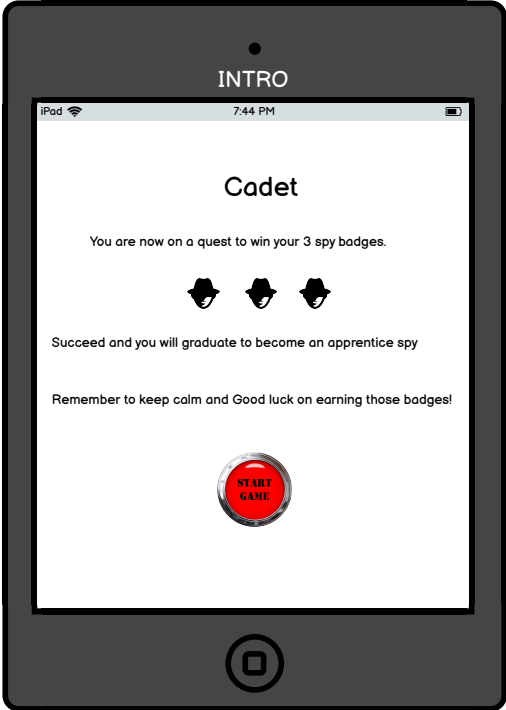 INTRO
iPad 7:44 PM
Cadet
You are now on a quest to win your 3 spy badges.
Succeed and you will graduate to become an apprentice spy
Remember to keep calm and Good luck on earning those badges!
START
GAME